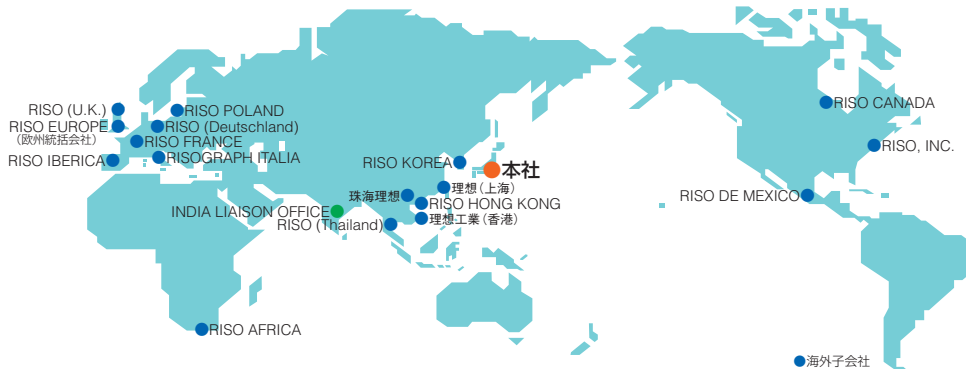 RISO (U.K.)
RISO EUROPE
（欧州統括会社）
RISO IBERICA
RISO POLAND
RISO (Deutschland)
RISO FRANCE
RISOGRAPH ITALIA
RISO KOREA
本社
理想（上海）
珠海理想
RISO HONG KONG
理想工業（香港）
INDIA LIAISON OFFICE
RISO (Thailand)
RISO AFRICA
RISO CANADA
RISO, INC.
RISO DE MEXICO
海外子会社